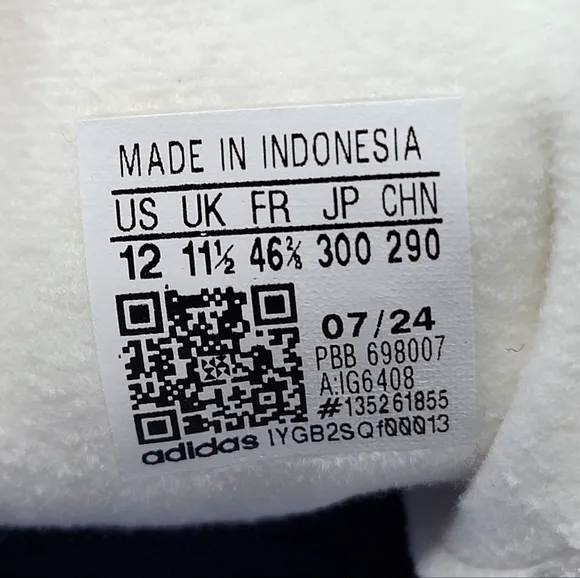 MADE IN INDONESIA
US UK FR JP CHN
12 11½ 46⅔ 300 290
07/24
PBB 698007
A:IG6408
#135261855
adidas IYGB2SQf00013